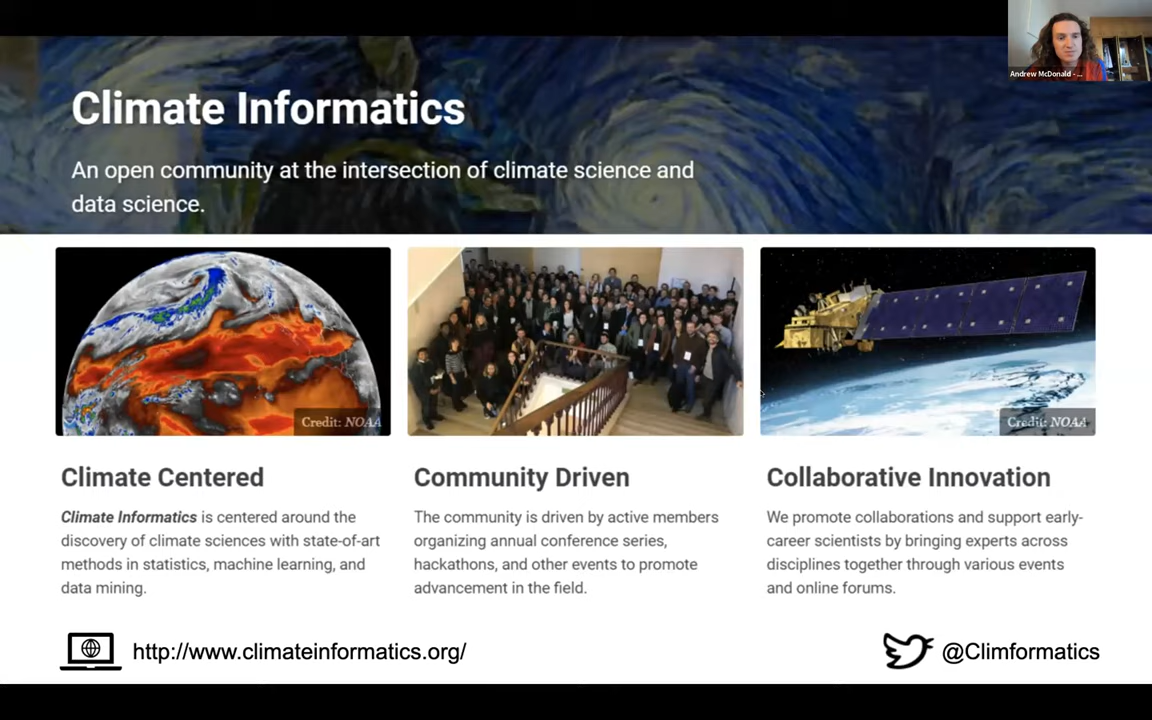 Andrew McDonald - ...
Climate Informatics
An open community at the intersection of climate science and
data science.
Credit: NOAA
Credit: NOAA
Climate Centered
Climate Informatics is centered around the
discovery of climate sciences with state-of-art
methods in statistics, machine learning, and
data mining.
Community Driven
The community is driven by active members
organizing annual conference series,
hackathons, and other events to promote
advancement in the field.
Collaborative Innovation
We promote collaborations and support early-
career scientists by bringing experts across
disciplines together through various events
and online forums.
http://www.climateinformatics.org/
@Climformatics